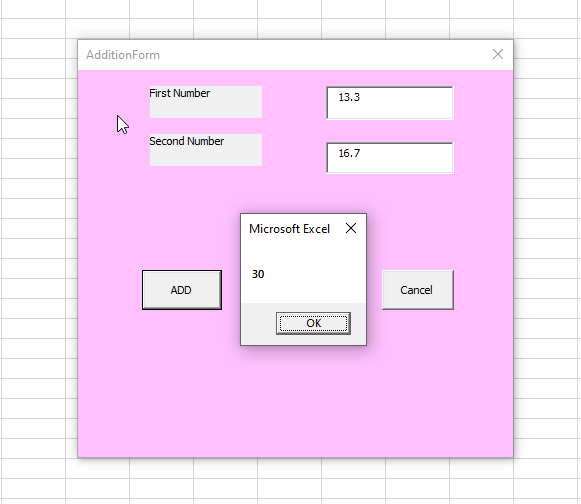 AdditionForm
First Number
13.3
Second Number
16.7
Microsoft Excel
30
ADD
Cancel
OK